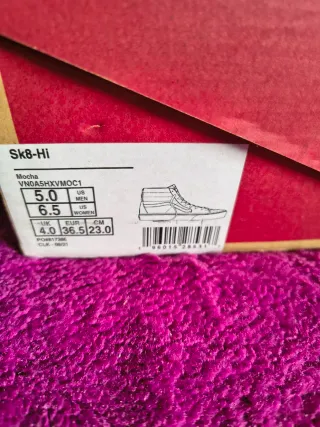 Sk8-Hi
Mocha
VN0A5HXVMOC1
5.0 US MEN
6.5 US WOMEN
UK EUR CM
4.0 36.5 23.0